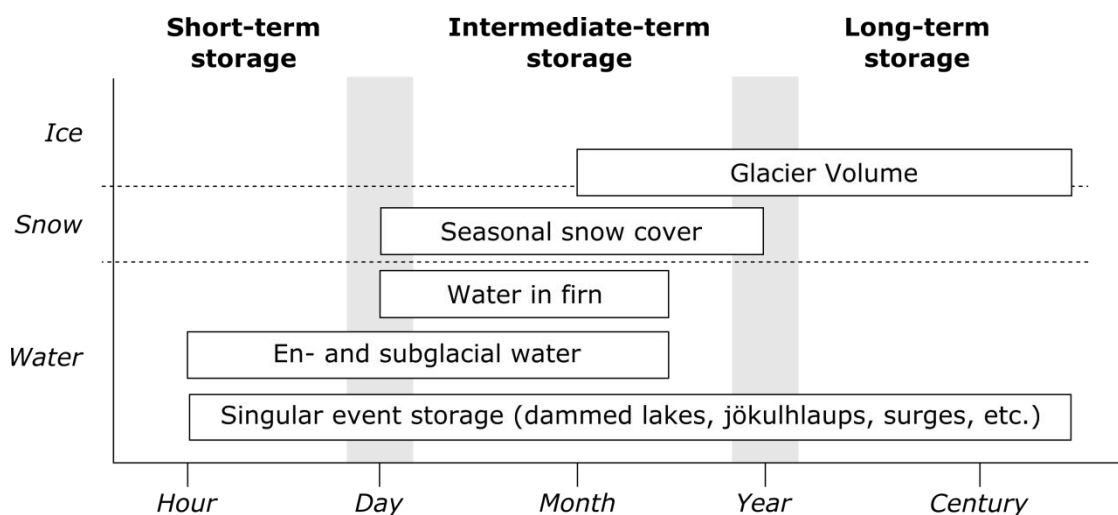 Short-term
storage
Intermediate-term
storage
Long-term
storage
Ice
Glacier Volume
Snow
Seasonal snow cover
Water in firn
Water
En- and subglacial water
Singular event storage (dammed lakes, jökulhlaups, surges, etc.)
Hour
Day
Month
Year
Century